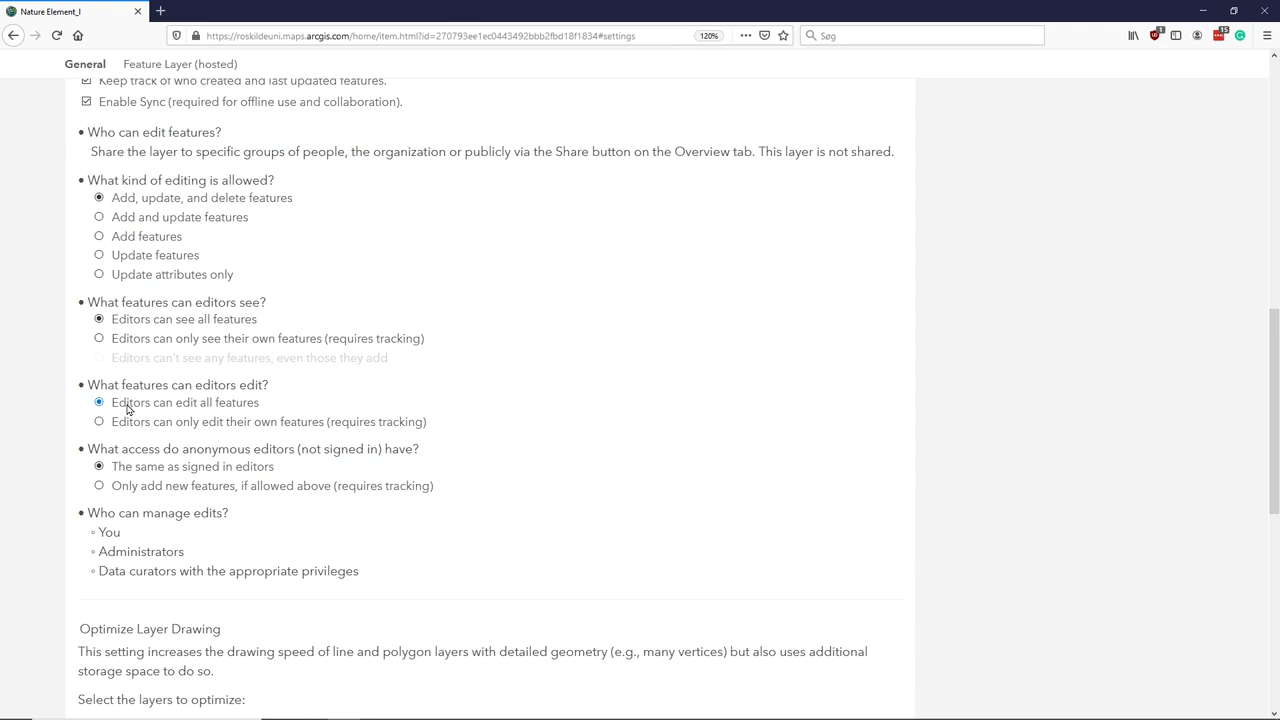 Nature Element_I
https://roskildeuni.maps.arcgis.com/home/item.html?id=270793ee1ec0443492bbb2fbd18f1834#settings
120%
Søg
15
General
Feature Layer (hosted)
Keep track of who created and last updated features.
Enable Sync (required for offline use and collaboration).
• Who can edit features?
Share the layer to specific groups of people, the organization or publicly via the Share button on the Overview tab. This layer is not shared.
• What kind of editing is allowed?
Add, update, and delete features
Add and update features
Add features
Update features
Update attributes only
• What features can editors see?
Editors can see all features
Editors can only see their own features (requires tracking)
Editors can't see any features, even those they add
• What features can editors edit?
Editors can edit all features
Editors can only edit their own features (requires tracking)
• What access do anonymous editors (not signed in) have?
The same as signed in editors
Only add new features, if allowed above (requires tracking)
• Who can manage edits?
◦ You
◦ Administrators
◦ Data curators with the appropriate privileges
Optimize Layer Drawing
This setting increases the drawing speed of line and polygon layers with detailed geometry (e.g., many vertices) but also uses additional
storage space to do so.
Select the layers to optimize: